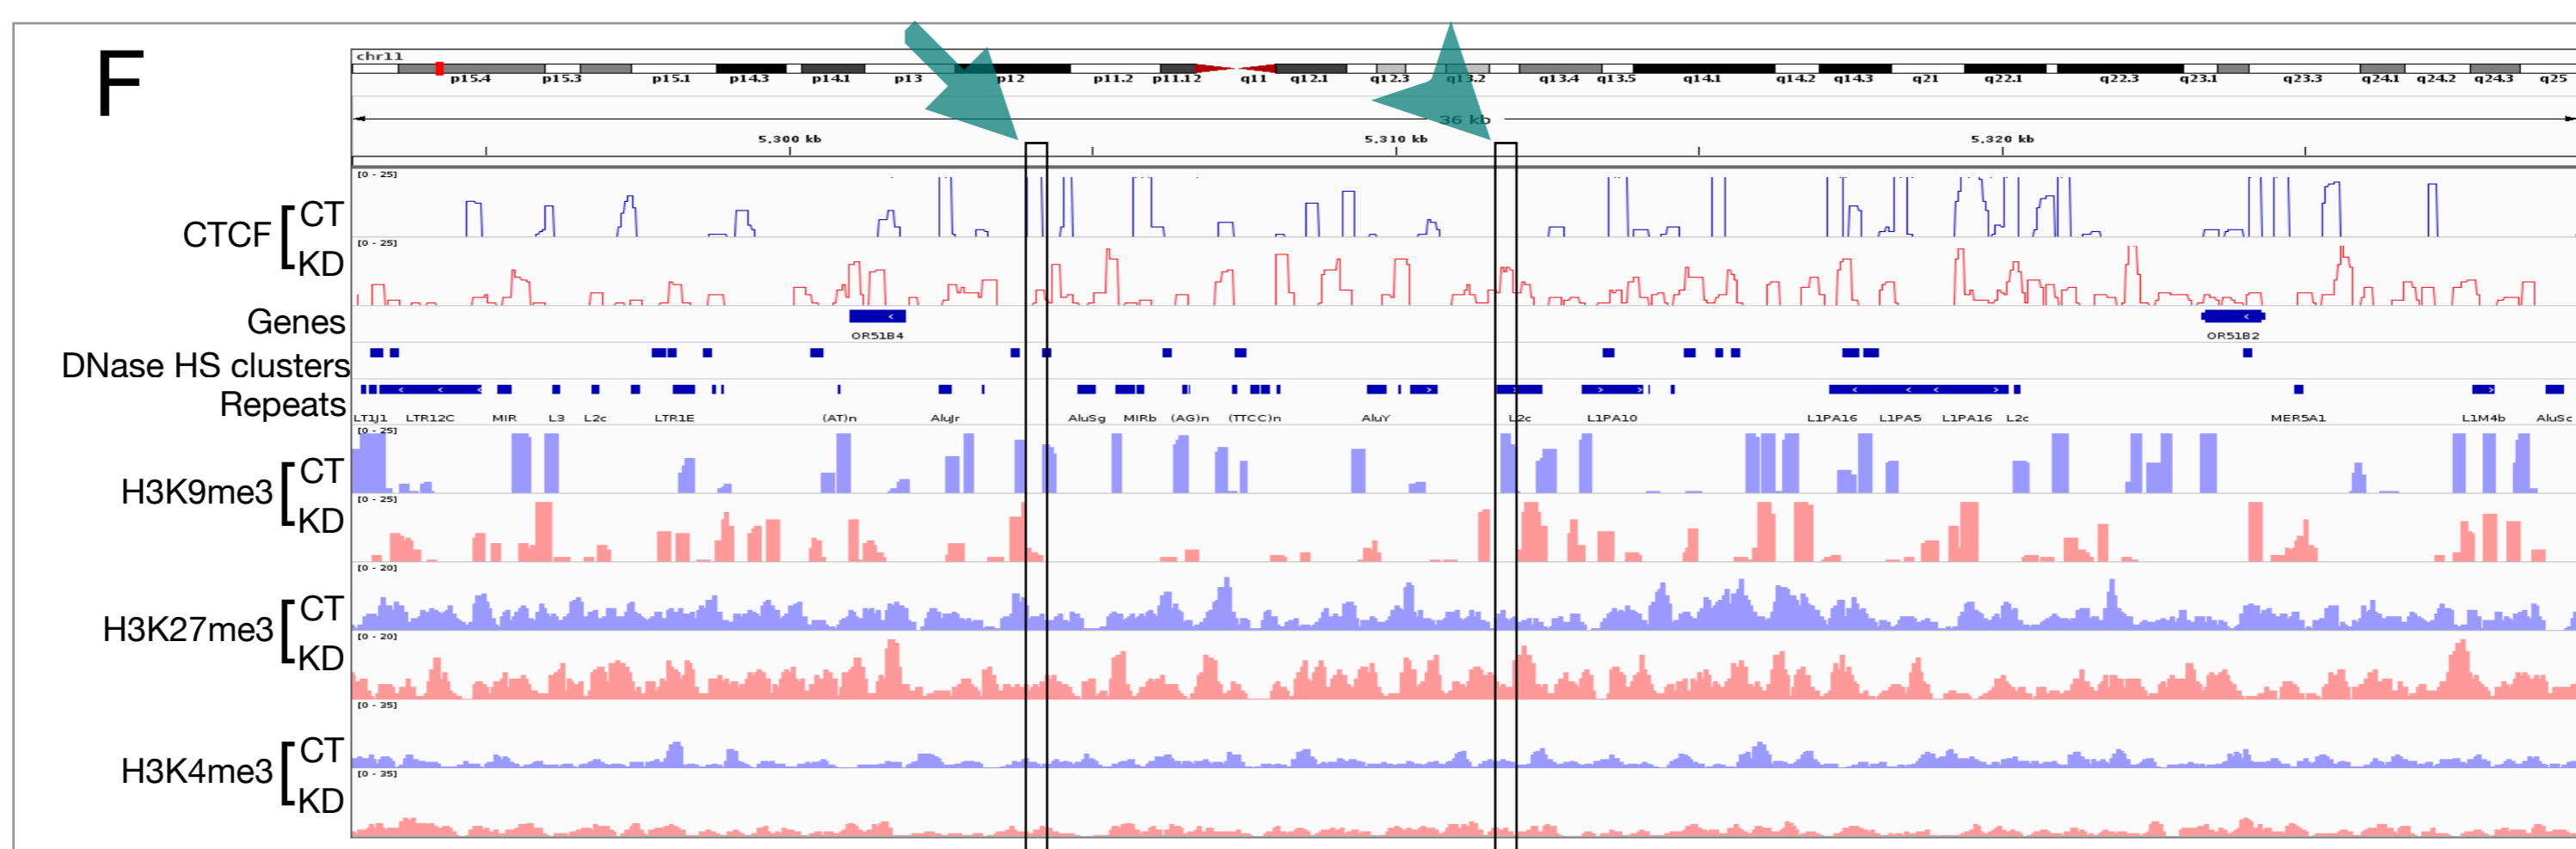 F
chr11
p15.4 p15.3 p15.1 p14.3 p14.1 p13 p12 p11.2 p11.12 q11 q12.1 q12.3 q13.2 q13.4 q13.5 q14.1 q14.2 q14.3 q21 q22.1 q22.3 q23.1 q23.3 q24.1 q24.2 q24.3 q25
36 kb
5,300 kb 5,310 kb 5,320 kb
CTCF [ CT
[0 - 25]
KD
[0 - 25]
Genes
OR51B4 OR51B2
DNase HS clusters
Repeats
LT1J1 LTR12C MIR L3 L2c LTR1E (AT)n AluJr AluSg MIRb (AG)n (TTCC)n AluY L2c L1PA10 L1PA16 L1PA5 L1PA16 L2c MER5A1 L1M4b AluSc
H3K9me3 [ CT
[0 - 25]
KD
[0 - 25]
H3K27me3 [ CT
[0 - 20]
KD
[0 - 20]
H3K4me3 [ CT
[0 - 35]
KD
[0 - 35]